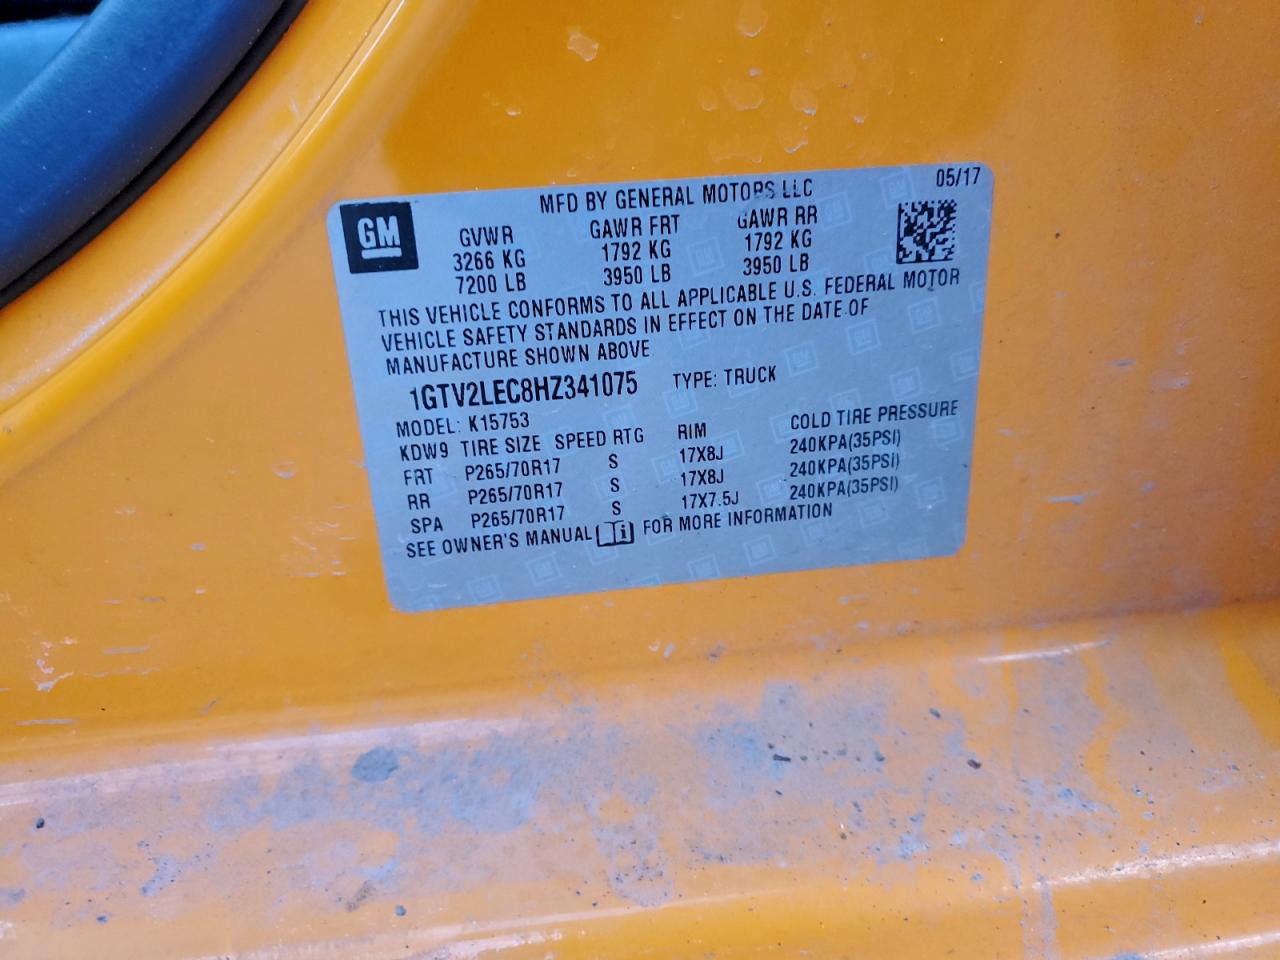 MFD BY GENERAL MOTORS LLC 05/17
GM
GVWR GAWR FRT GAWR RR
3266 KG 1792 KG 1792 KG
7200 LB 3950 LB 3950 LB
THIS VEHICLE CONFORMS TO ALL APPLICABLE U.S. FEDERAL MOTOR
VEHICLE SAFETY STANDARDS IN EFFECT ON THE DATE OF
MANUFACTURE SHOWN ABOVE
1GTV2LEC8HZ341075 TYPE: TRUCK
MODEL: K15753
KDW9 TIRE SIZE SPEED RTG RIM COLD TIRE PRESSURE
FRT P265/70R17 S 17X8J 240KPA(35PSI)
RR P265/70R17 S 17X8J 240KPA(35PSI)
SPA P265/70R17 S 17X7.5J 240KPA(35PSI)
SEE OWNER'S MANUAL i FOR MORE INFORMATION